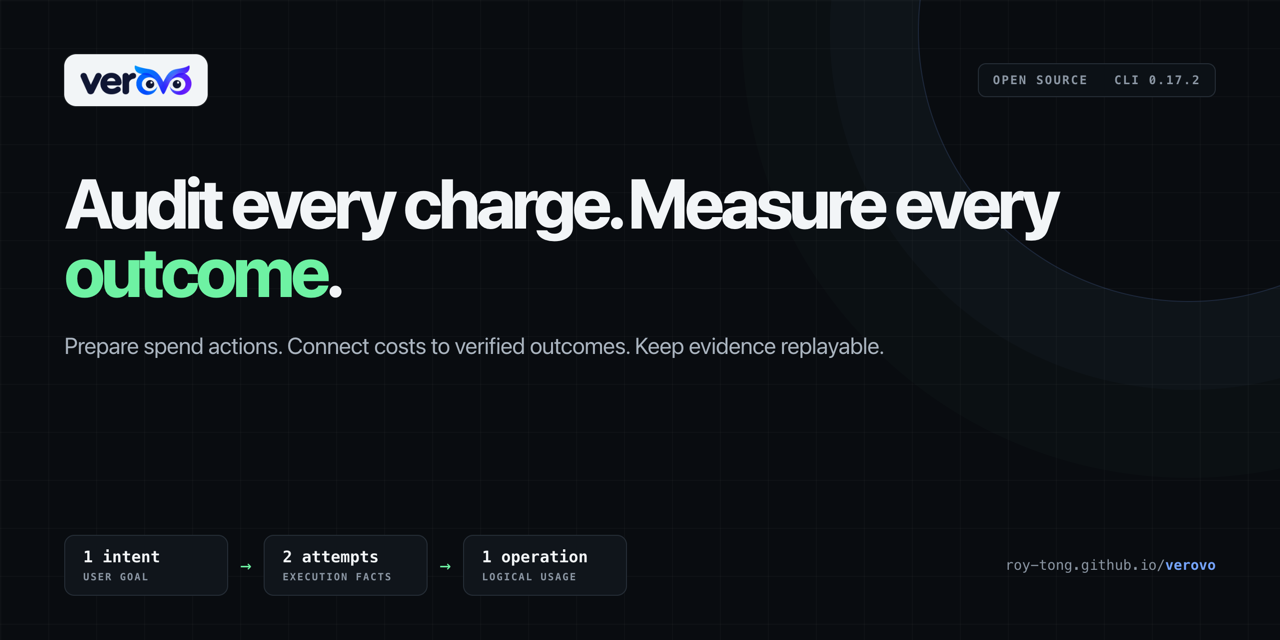 verovo
OPEN SOURCE CLI 0.17.2
Audit every charge. Measure every
outcome.
Prepare spend actions. Connect costs to verified outcomes. Keep evidence replayable.
1 intent
USER GOAL
→
2 attempts
EXECUTION FACTS
→
1 operation
LOGICAL USAGE
roy-tong.github.io/verovo